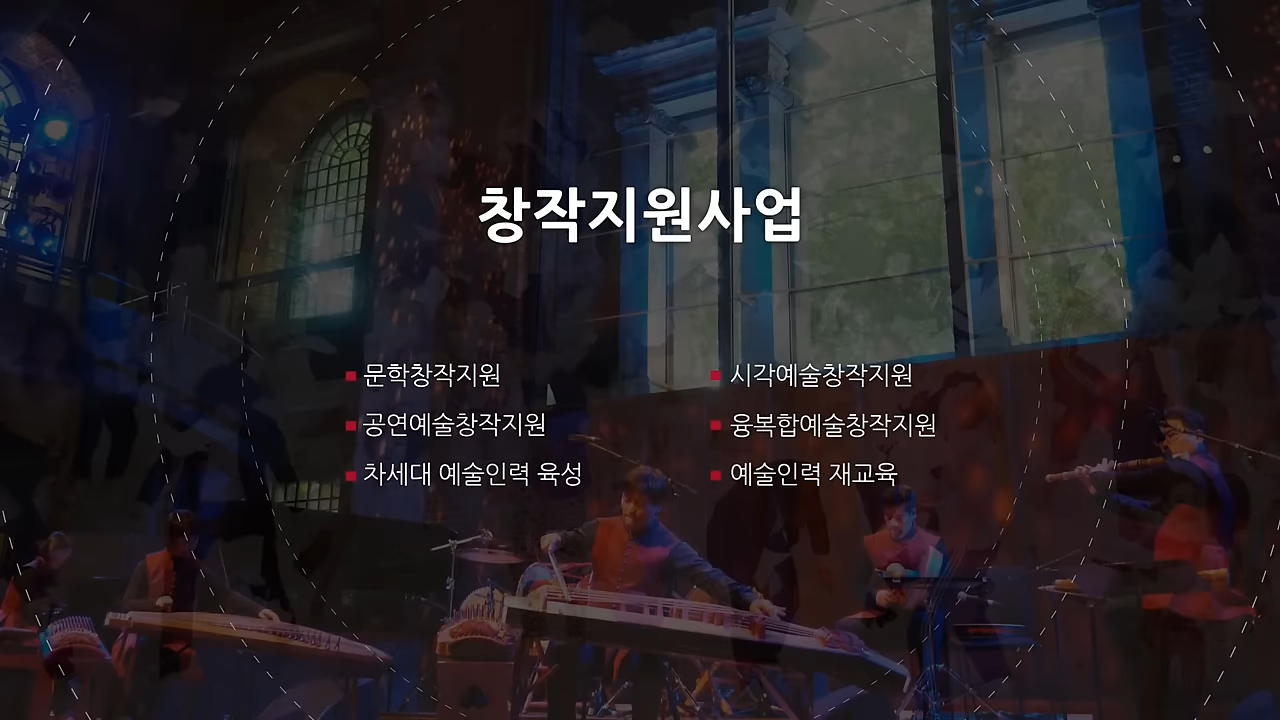 창작지원사업
문학창작지원
공연예술창작지원
차세대 예술인력 육성
시각예술창작지원
융복합예술창작지원
예술인력 재교육